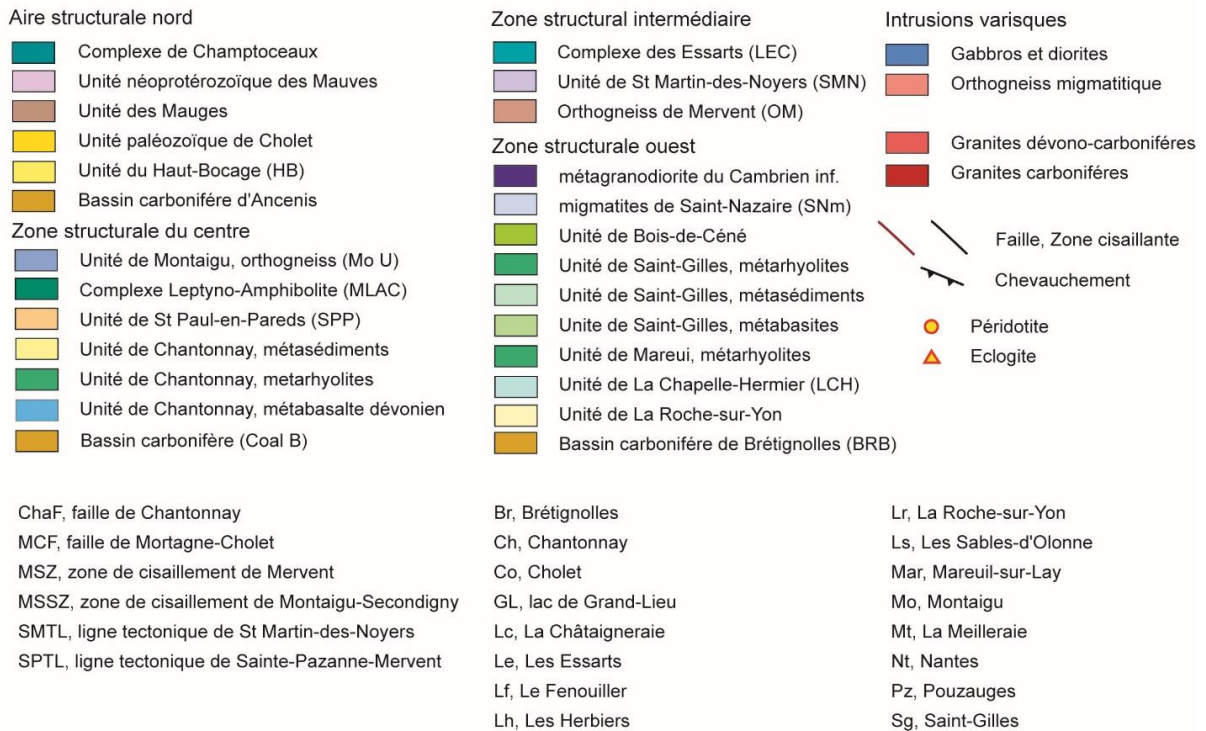 Aire structurale nord
Complexe de Champtoceaux
Unité néoprotérozoïque des Mauves
Unité des Mauges
Unité paléozoïque de Cholet
Unité du Haut-Bocage (HB)
Bassin carbonifére d'Ancenis
Zone structurale du centre
Unité de Montaigu, orthogneiss (Mo U)
Complexe Leptyno-Amphibolite (MLAC)
Unité de St Paul-en-Pareds (SPP)
Unité de Chantonnay, métasédiments
Unité de Chantonnay, metarhyolites
Unité de Chantonnay, métabasalte dévonien
Bassin carbonifère (Coal B)
Zone structural intermédiaire
Complexe des Essarts (LEC)
Unité de St Martin-des-Noyers (SMN)
Orthogneiss de Mervent (OM)
Zone structurale ouest
métagranodiorite du Cambrien inf.
migmatites de Saint-Nazaire (SNm)
Unité de Bois-de-Céné
Unité de Saint-Gilles, métarhyolites
Unité de Saint-Gilles, métasédiments
Unite de Saint-Gilles, métabasites
Unité de Mareui, métarhyolites
Unité de La Chapelle-Hermier (LCH)
Unité de La Roche-sur-Yon
Bassin carbonifére de Brétignolles (BRB)
Intrusions varisques
Gabbros et diorites
Orthogneiss migmatitique
Granites dévono-carboniféres
Granites carboniféres
Faille, Zone cisaillante
Chevauchement
Péridotite
Eclogite
ChaF, faille de Chantonnay
MCF, faille de Mortagne-Cholet
MSZ, zone de cisaillement de Mervent
MSSZ, zone de cisaillement de Montaigu-Secondigny
SMTL, ligne tectonique de St Martin-des-Noyers
SPTL, ligne tectonique de Sainte-Pazanne-Mervent
Br, Brétignolles
Ch, Chantonnay
Co, Cholet
GL, lac de Grand-Lieu
Lc, La Châtaigneraie
Le, Les Essarts
Lf, Le Fenouiller
Lh, Les Herbiers
Lr, La Roche-sur-Yon
Ls, Les Sables-d'Olonne
Mar, Mareuil-sur-Lay
Mo, Montaigu
Mt, La Meilleraie
Nt, Nantes
Pz, Pouzauges
Sg, Saint-Gilles